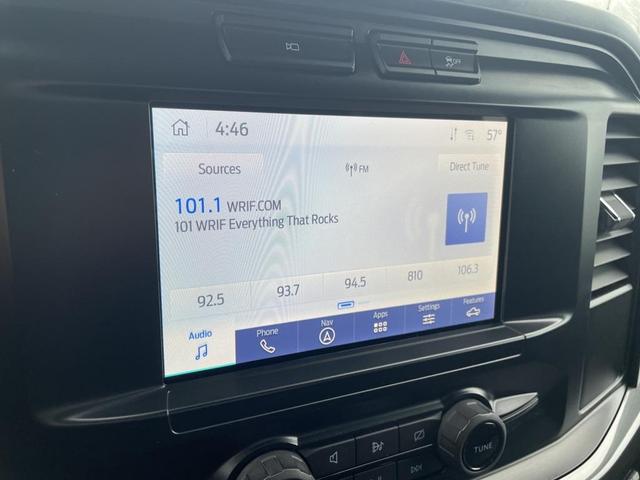 OFF
4:46
57°
Sources
FM
Direct Tune
101.1 WRIF.COM
101 WRIF Everything That Rocks
92.5 93.7 94.5 810 106.3
Audio Phone Nav Apps Settings Features
TUNE